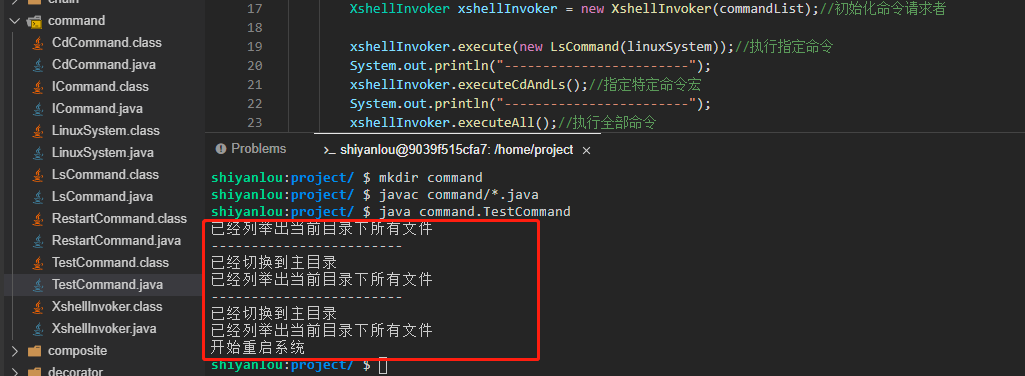 chain
command
CdCommand.class
CdCommand.java
ICommand.class
ICommand.java
LinuxSystem.class
LinuxSystem.java
LsCommand.class
LsCommand.java
RestartCommand.class
RestartCommand.java
TestCommand.class
TestCommand.java
XshellInvoker.class
XshellInvoker.java
composite
decorator
17 XshellInvoker xshellInvoker = new XshellInvoker(commandList);//初始化命令请求者
18
19 xshellInvoker.execute(new LsCommand(linuxSystem));//执行指定命令
20 System.out.println("-----------------------");
21 xshellInvoker.executeCdAndLs();//指定特定命令宏
22 System.out.println("-----------------------");
23 xshellInvoker.executeAll();//执行全部命令
Problems
>_ shiyanlou@9039f515cfa7: /home/project ×
shiyanlou:project/ $ mkdir command
shiyanlou:project/ $ javac command/*.java
shiyanlou:project/ $ java command.TestCommand
已经列举出当前目录下所有文件
-----------------------
已经切换到主目录
已经列举出当前目录下所有文件
-----------------------
已经切换到主目录
已经列举出当前目录下所有文件
开始重启系统
shiyanlou:project/ $